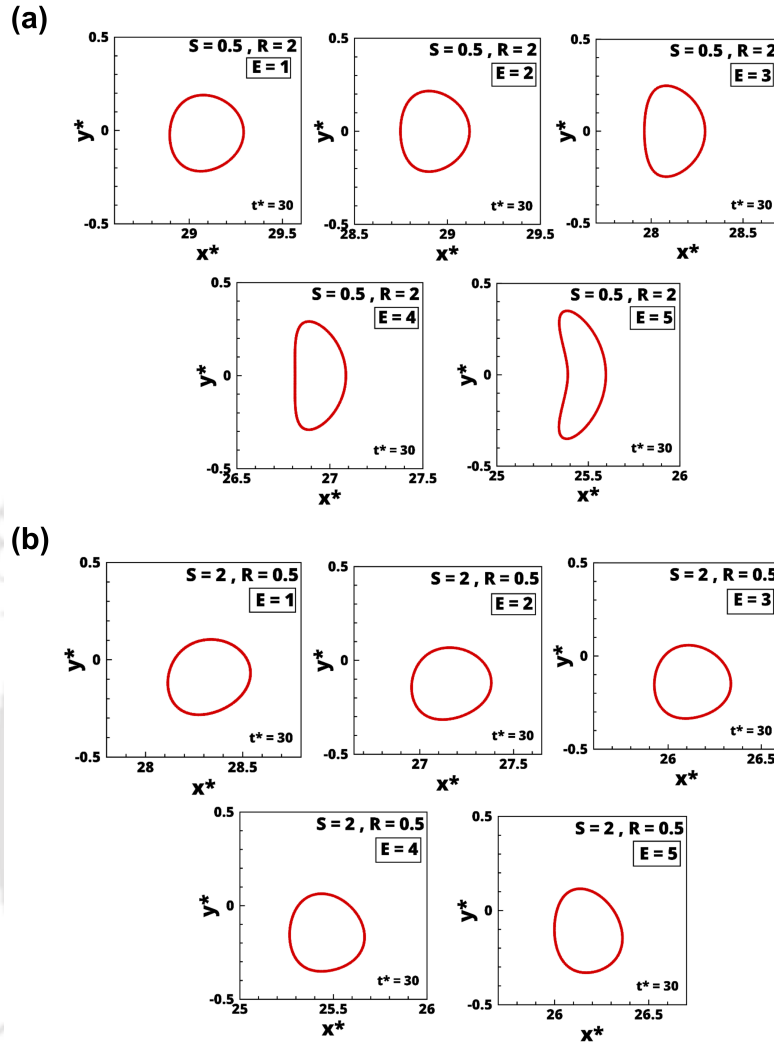 (a)
0.5
S = 0.5 , R = 2
E = 1
y*
0
t* = 30
-0.5
29
29.5
x*
0.5
S = 0.5 , R = 2
E = 2
y*
0
t* = 30
-0.5
28.5
29
29.5
x*
0.5
S = 0.5 , R = 2
E = 3
y*
0
t* = 30
-0.5
28
28.5
x*
0.5
S = 0.5 , R = 2
E = 4
y*
0
t* = 30
-0.5
26.5
27
27.5
x*
0.5
S = 0.5 , R = 2
E = 5
y*
0
t* = 30
-0.5
25
25.5
26
x*
(b)
0.5
S = 2 , R = 0.5
E = 1
y*
0
t* = 30
-0.5
28
28.5
x*
0.5
S = 2 , R = 0.5
E = 2
y*
0
t* = 30
-0.5
27
27.5
x*
0.5
S = 2 , R = 0.5
E = 3
y*
0
t* = 30
-0.5
26
26.5
x*
0.5
S = 2 , R = 0.5
E = 4
y*
0
t* = 30
-0.5
25
25.5
26
x*
0.5
S = 2 , R = 0.5
E = 5
y*
0
t* = 30
-0.5
26
26.5
x*